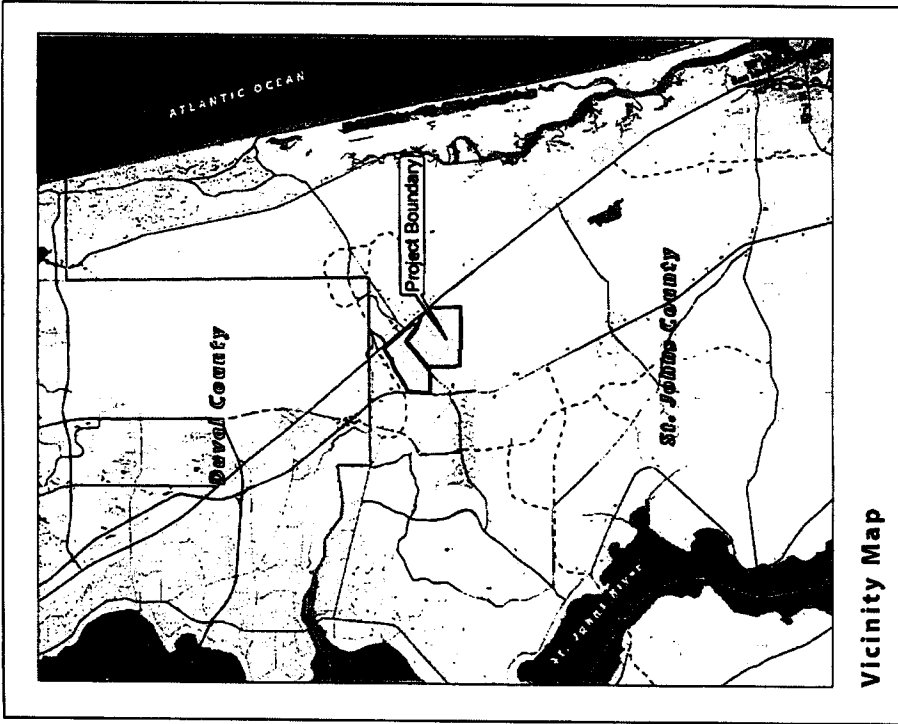 ATLANTIC OCEAN
Project Boundary
Duval County
St. Johns County
St. Johns River
Vicinity Map